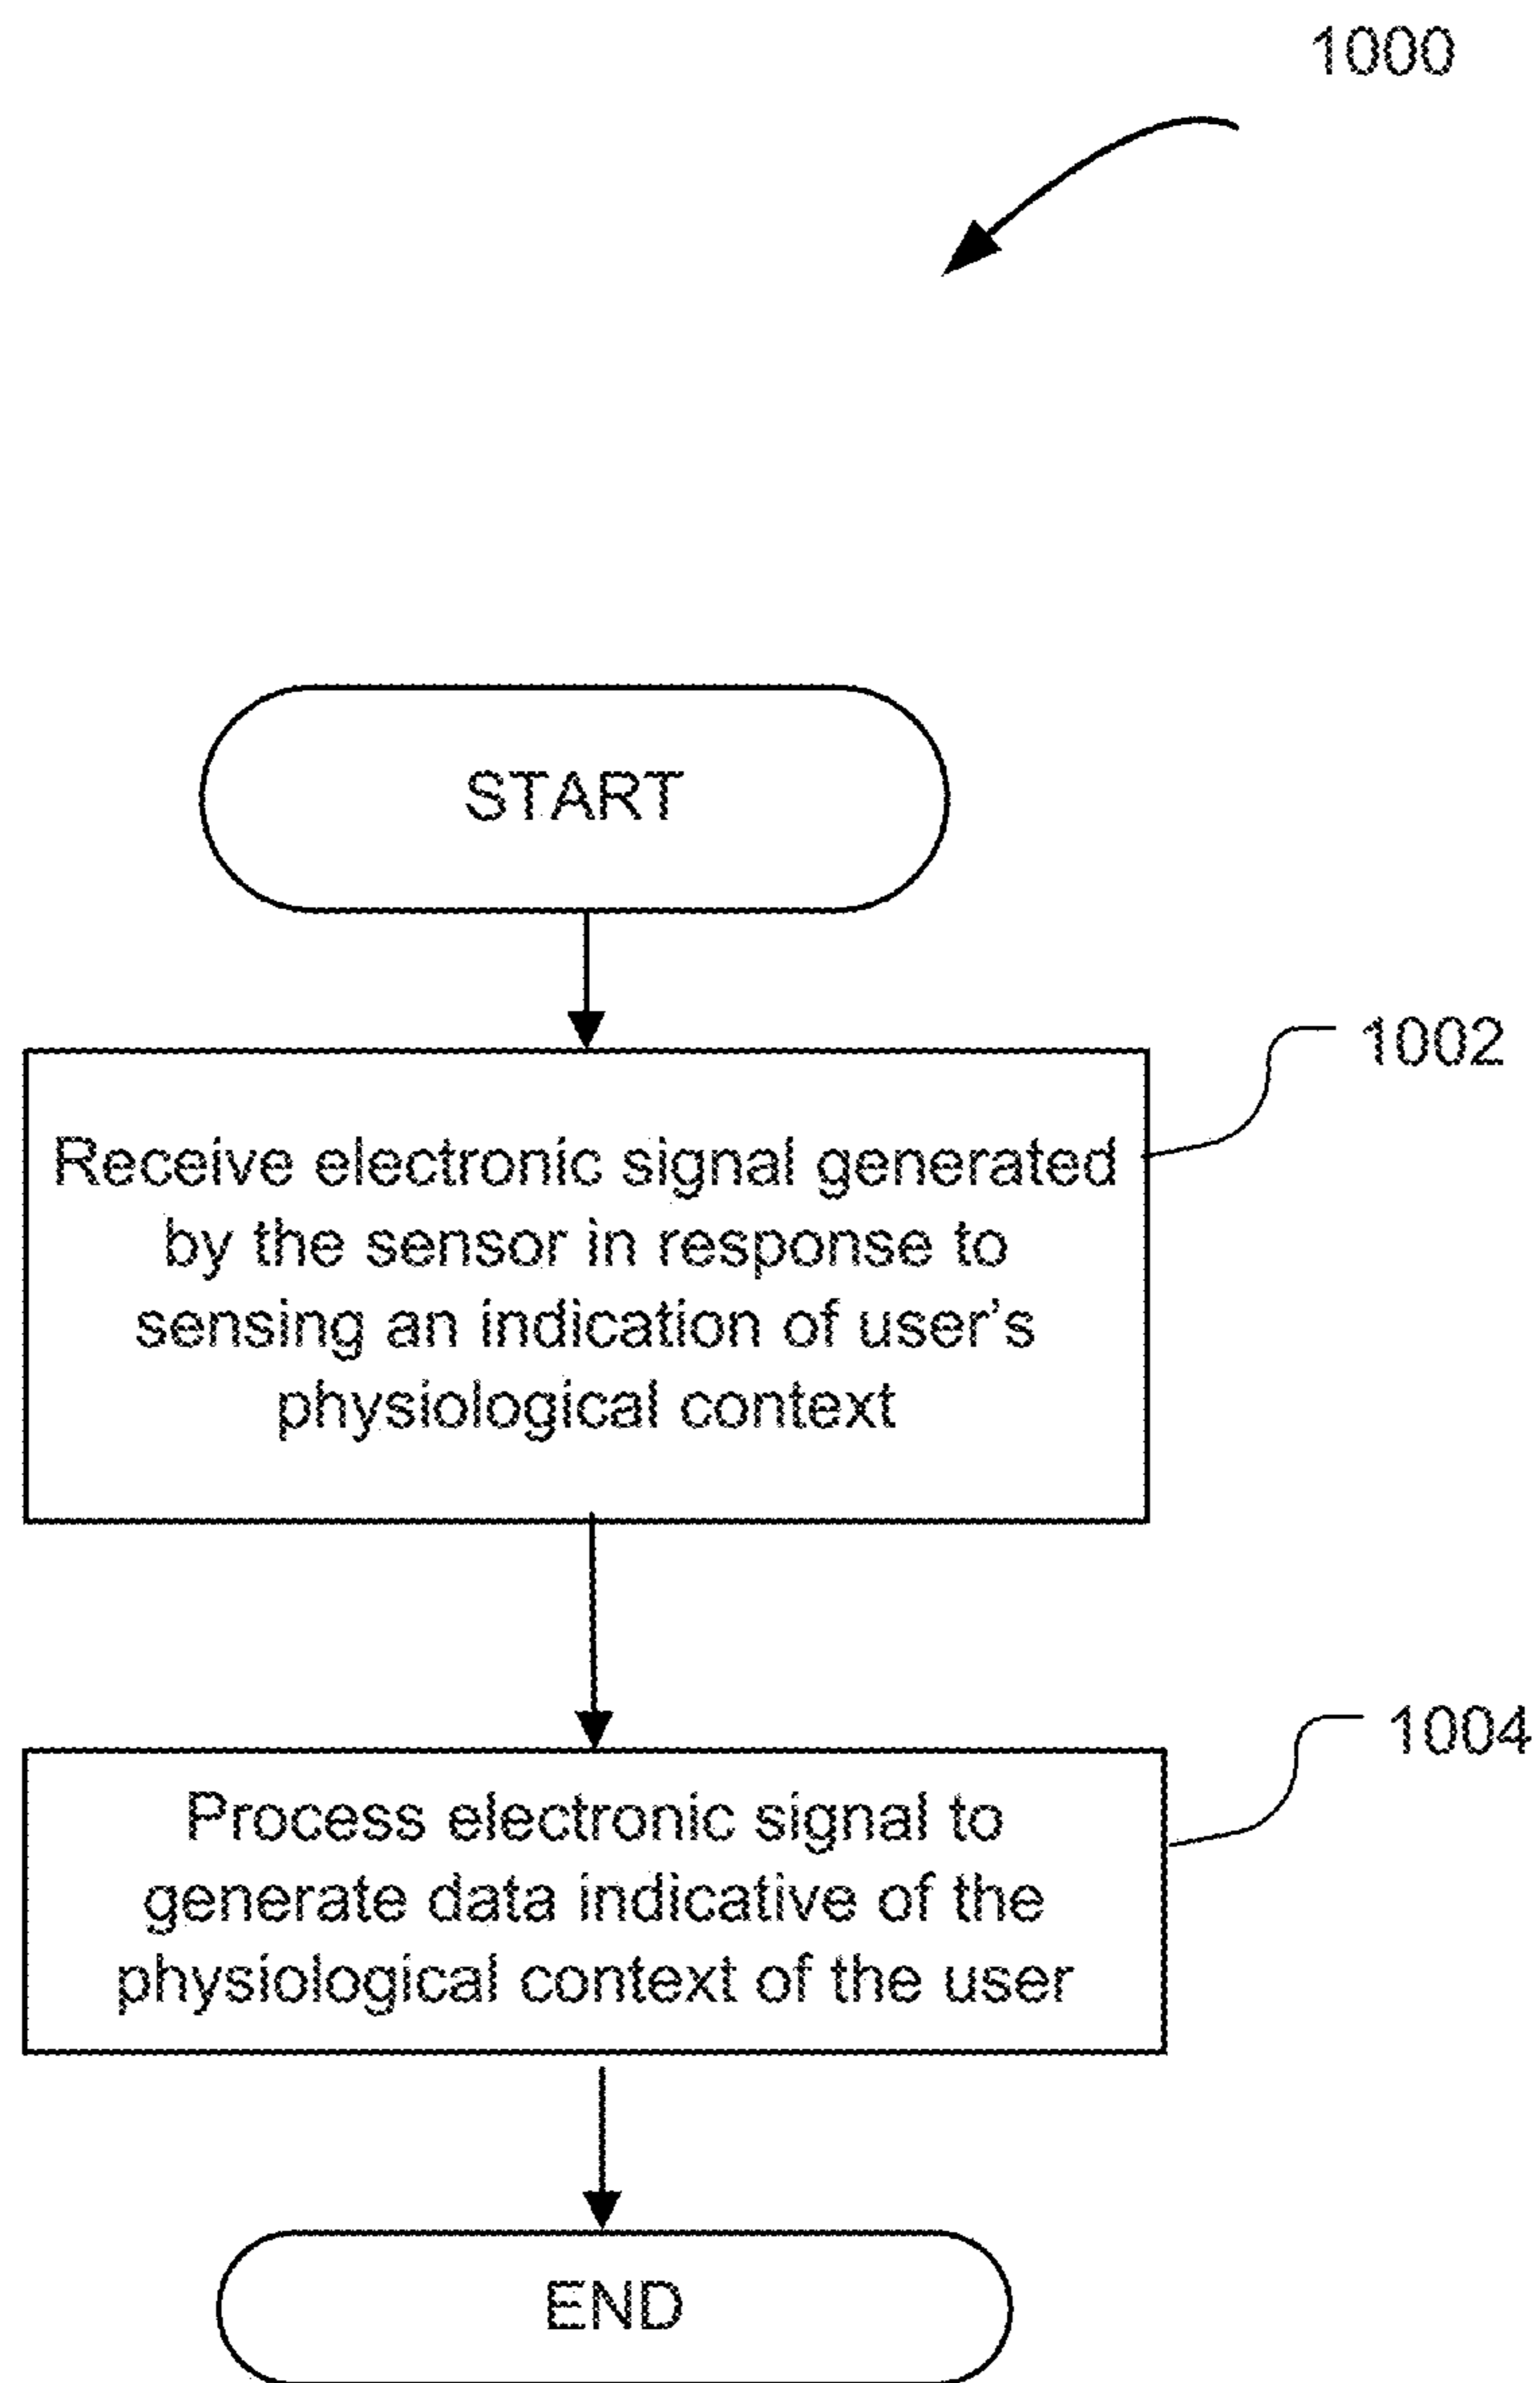 1000
START
1002
Receive electronic signal generated
by the sensor in response to
sensing an indication of user's
physiological context
1004
Process electronic signal to
generate data indicative of the
physiological context of the user
END